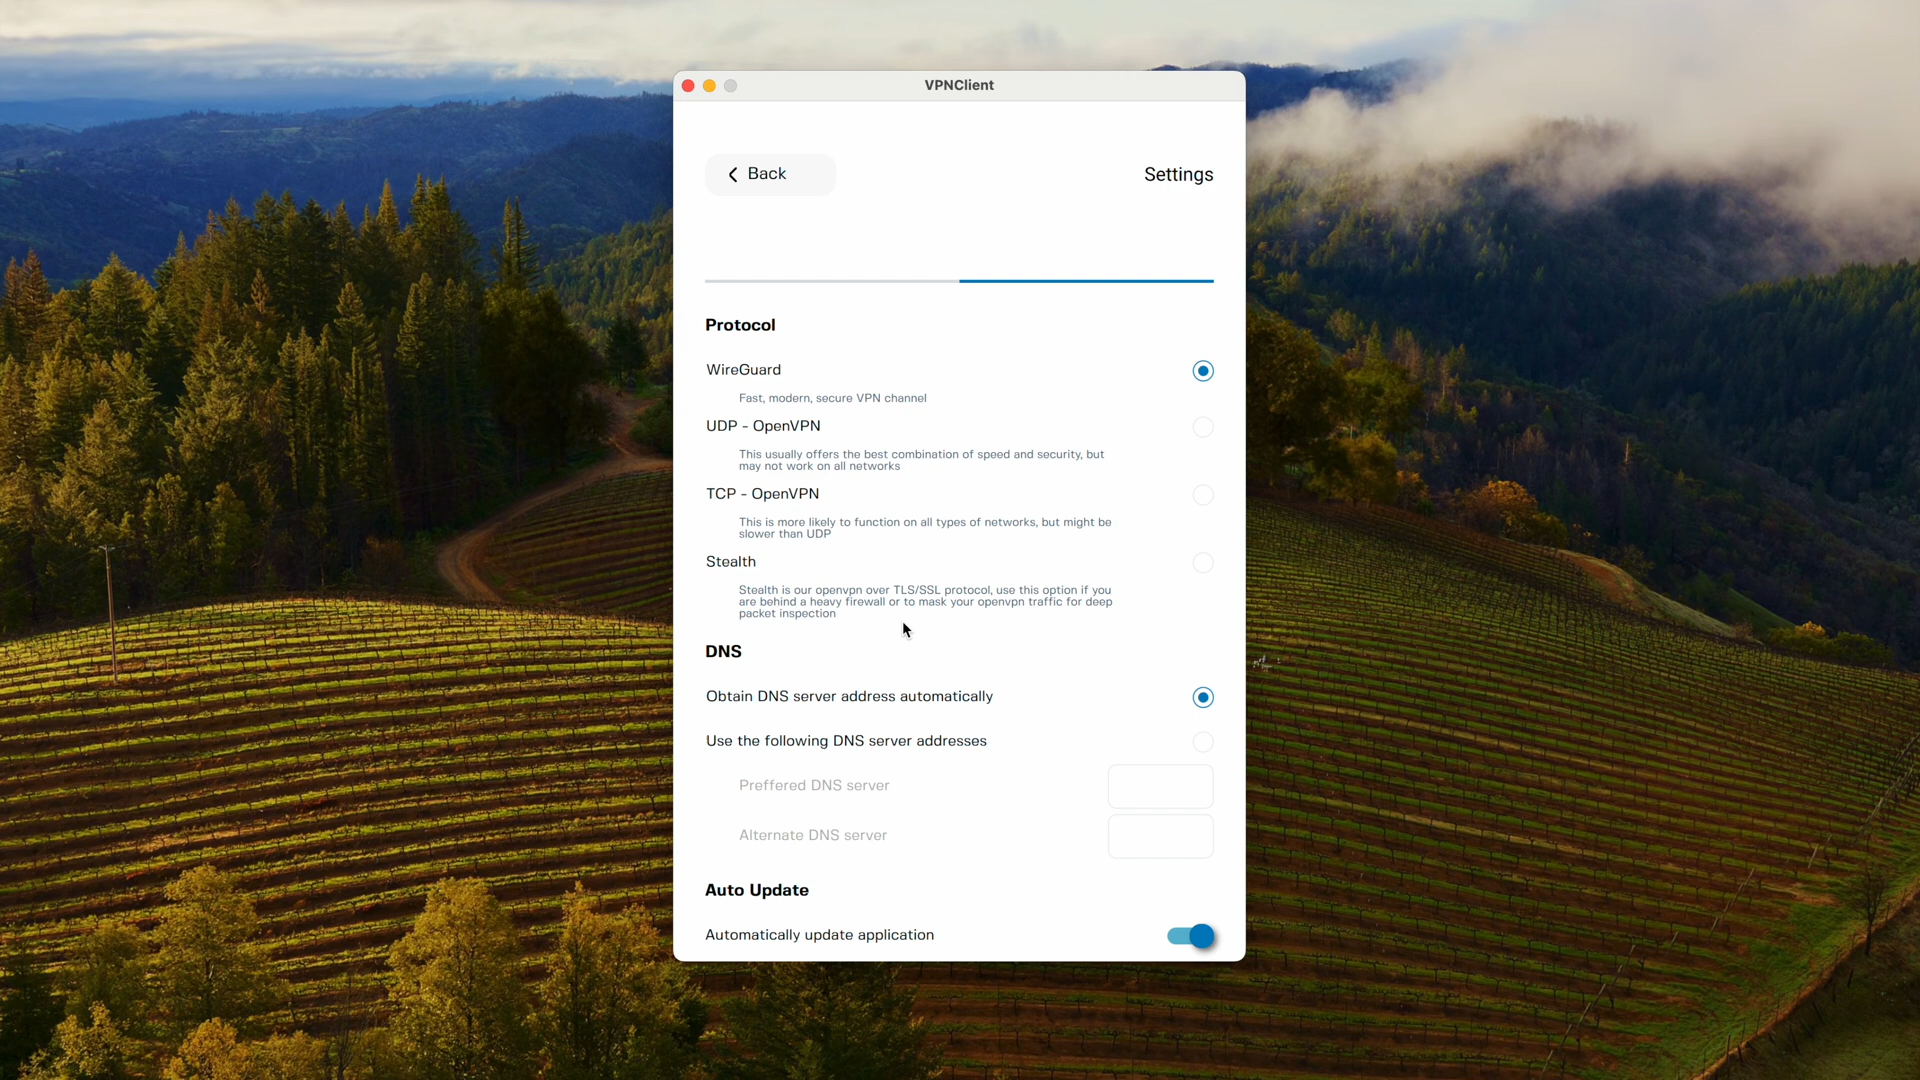 VPNClient
Back
Settings
Protocol
WireGuard
Fast, modern, secure VPN channel
UDP - OpenVPN
This usually offers the best combination of speed and security, but
may not work on all networks
TCP - OpenVPN
This is more likely to function on all types of networks, but might be
slower than UDP
Stealth
Stealth is our openvpn over TLS/SSL protocol, use this option if you
are behind a heavy firewall or to mask your openvpn traffic for deep
packet inspection
DNS
Obtain DNS server address automatically
Use the following DNS server addresses
Preffered DNS server
Alternate DNS server
Auto Update
Automatically update application